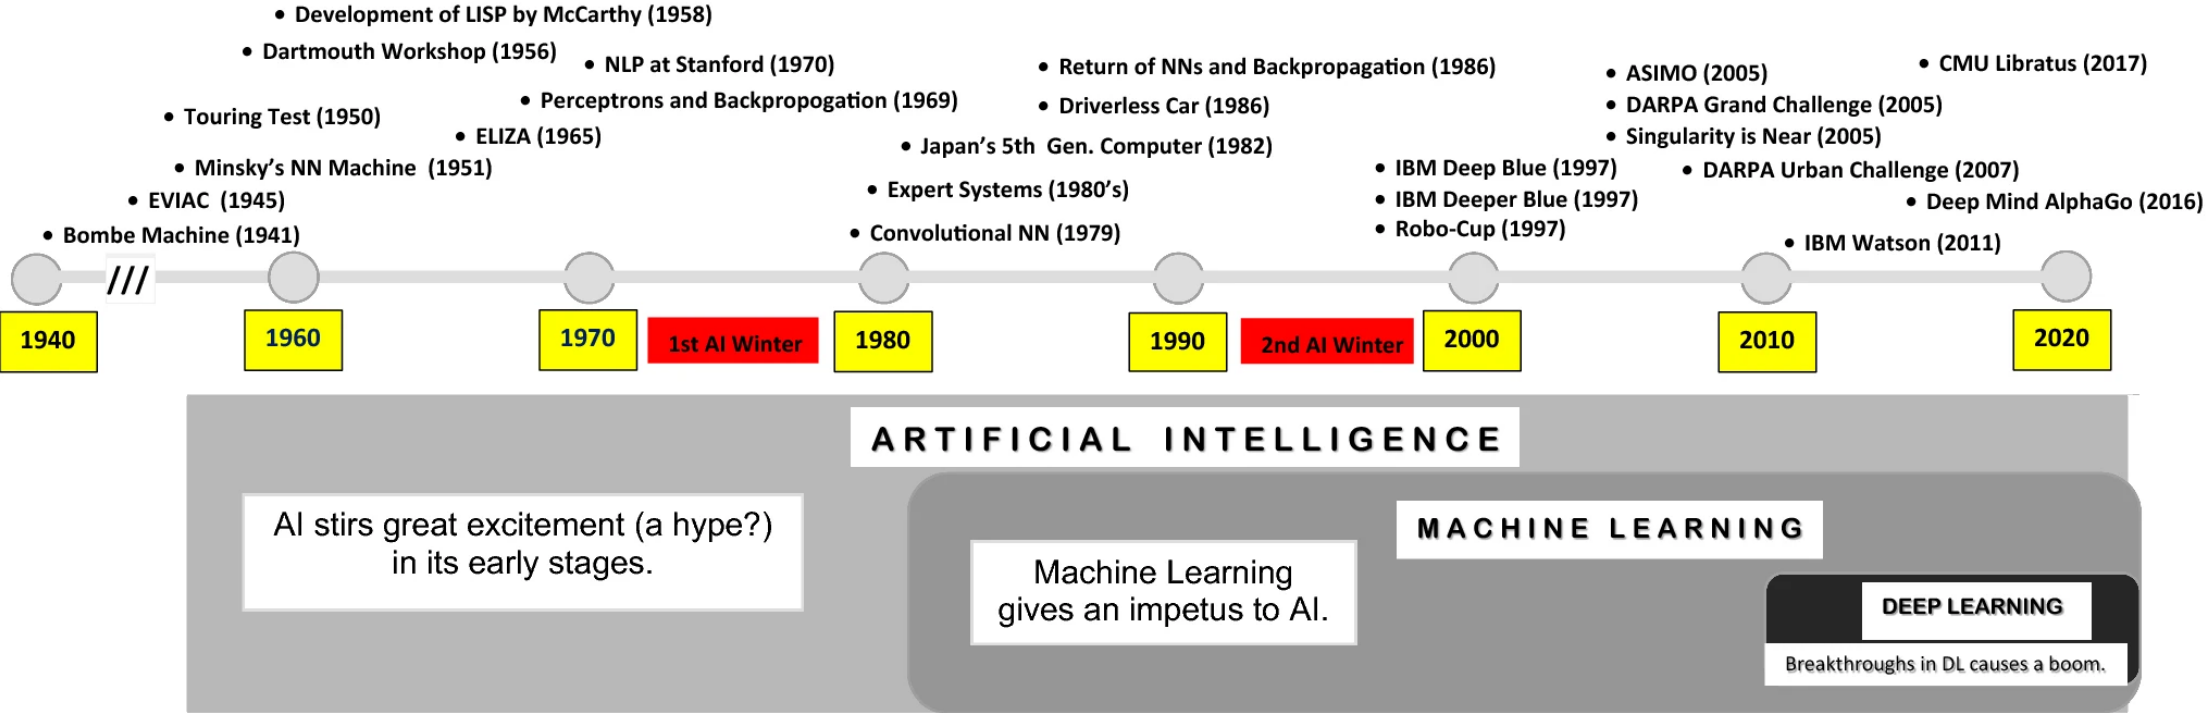 • Development of LISP by McCarthy (1958)
• Dartmouth Workshop (1956)
• NLP at Stanford (1970)
• Return of NNs and Backpropagation (1986)
• ASIMO (2005)
• CMU Libratus (2017)
• Touring Test (1950)
• Perceptrons and Backpropogation (1969)
• Driverless Car (1986)
• DARPA Grand Challenge (2005)
• ELIZA (1965)
• Japan's 5th Gen. Computer (1982)
• Singularity is Near (2005)
• Minsky's NN Machine (1951)
• Expert Systems (1980's)
• IBM Deep Blue (1997)
• DARPA Urban Challenge (2007)
• EVIAC (1945)
• IBM Deeper Blue (1997)
• Deep Mind AlphaGo (2016)
• Bombe Machine (1941)
• Convolutional NN (1979)
• Robo-Cup (1997)
• IBM Watson (2011)
///
1940
1960
1970
1st AI Winter
1980
1990
2nd AI Winter
2000
2010
2020
ARTIFICIAL INTELLIGENCE
AI stirs great excitement (a hype?)
in its early stages.
MACHINE LEARNING
Machine Learning
gives an impetus to AI.
DEEP LEARNING
Breakthroughs in DL causes a boom.